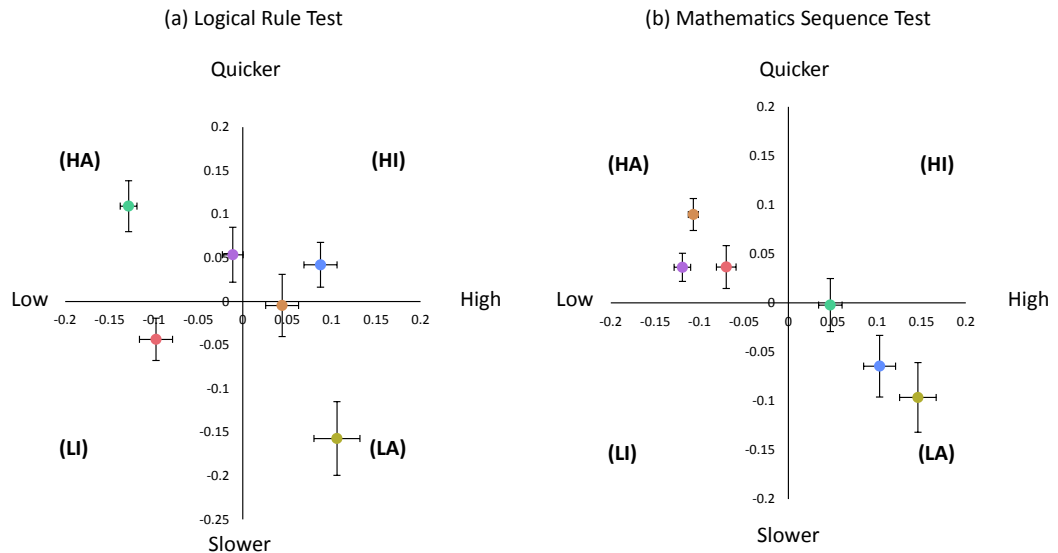 (a) Logical Rule Test
Quicker
(HA)
(HI)
0.2
0.15
0.1
0.05
0
-0.05
-0.1
-0.15
-0.2
-0.25
Low
High
-0.2 -0.15 -0.1 -0.05 0 0.05 0.1 0.15 0.2
(LI)
(LA)
Slower
(b) Mathematics Sequence Test
Quicker
(HA)
(HI)
0.2
0.15
0.1
0.05
0
-0.05
-0.1
-0.15
-0.2
Low
High
-0.2 -0.15 -0.1 -0.05 0 0.05 0.1 0.15 0.2
(LI)
(LA)
Slower